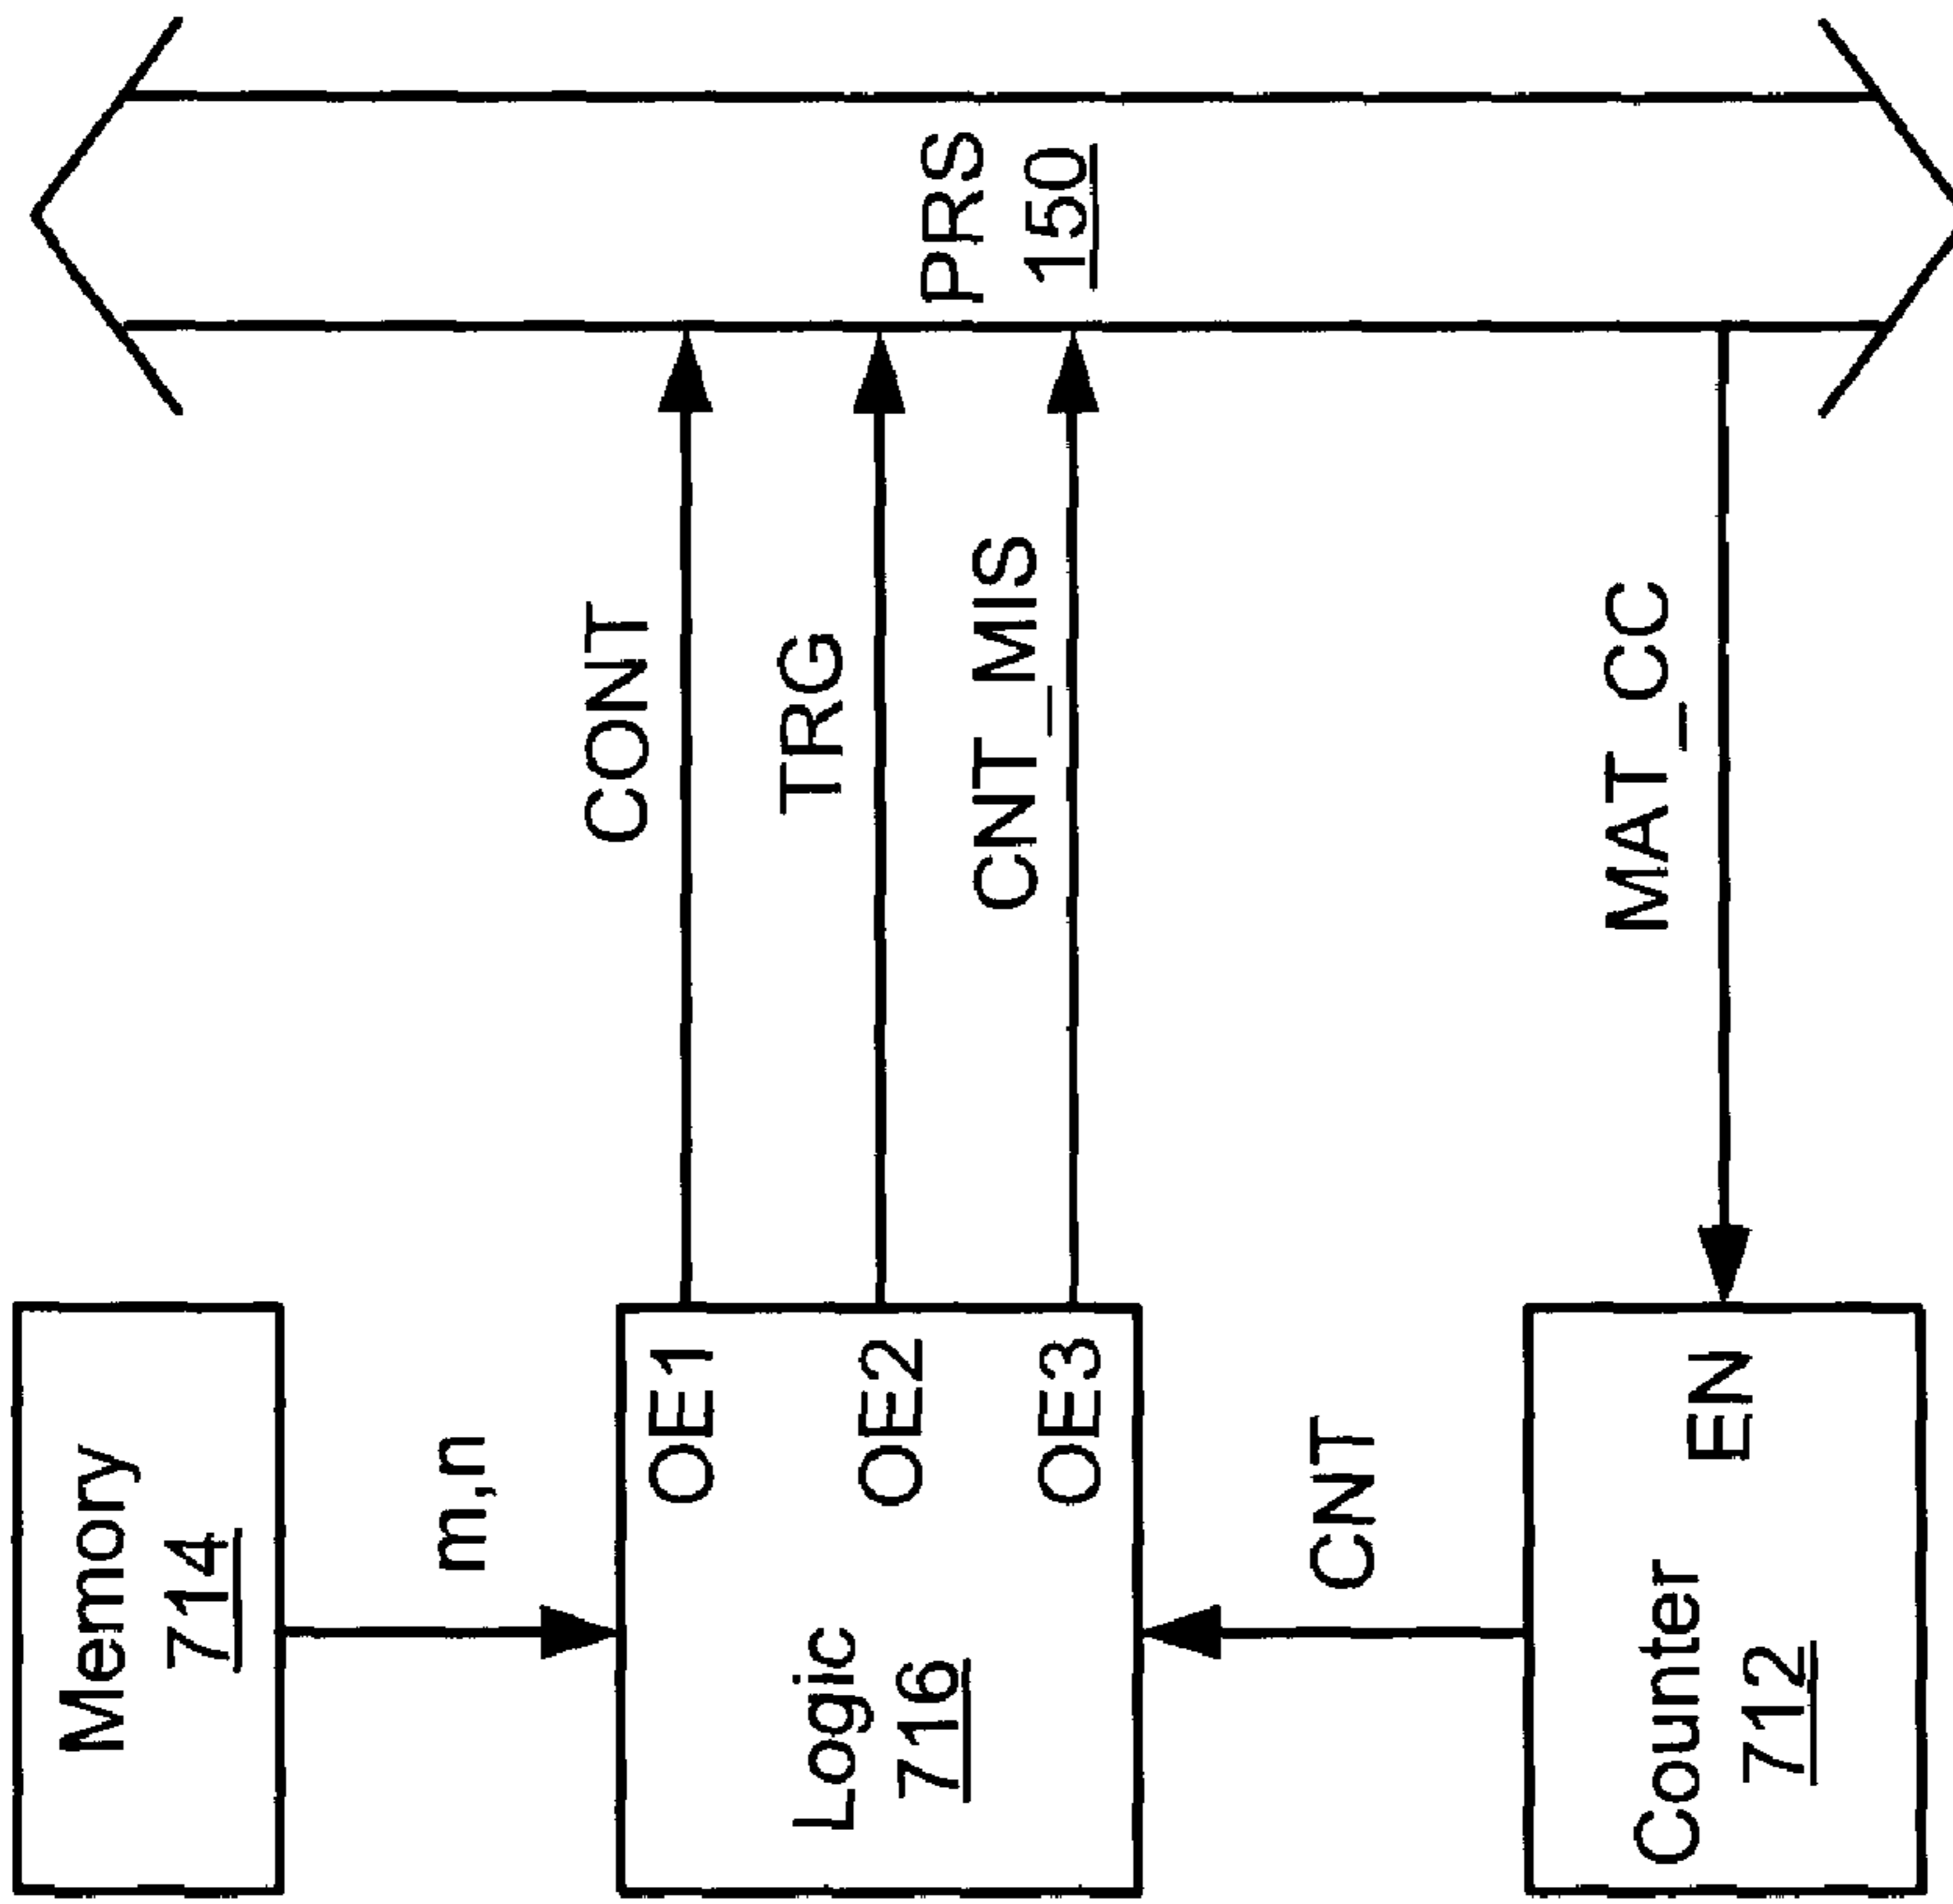 Memory
714
m,n
Logic
716
OE1
OE2
OE3
CONT
TRG
CNT_MIS
PRS
150
CNT
MAT_CC
Counter
712
EN